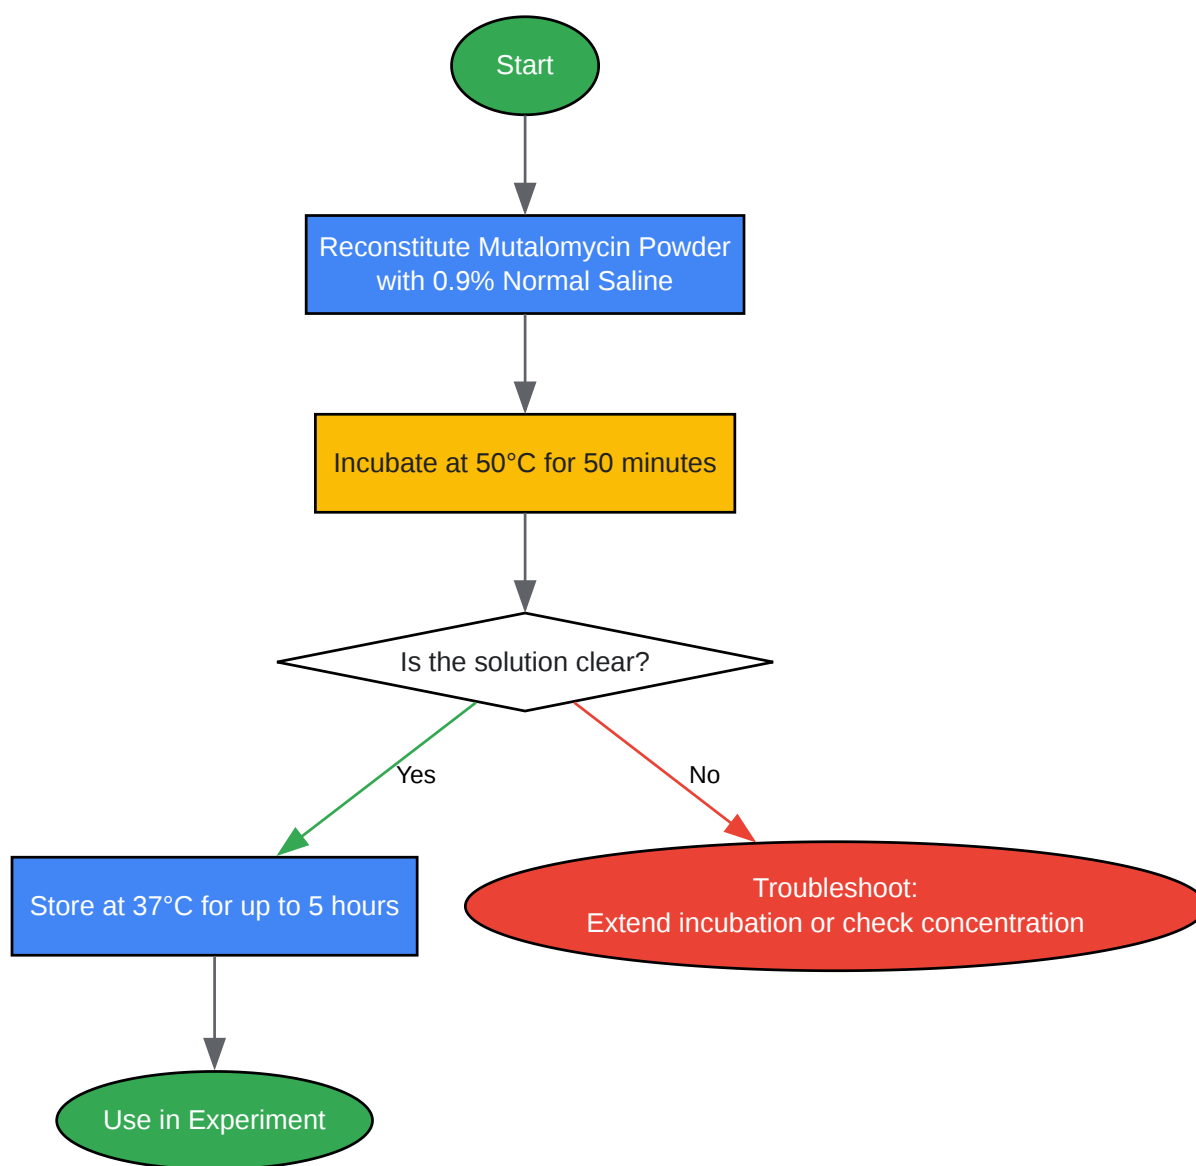 Start
Reconstitute Mutalomycin Powder
with 0.9% Normal Saline
Incubate at 50°C for 50 minutes
Is the solution clear?
Yes
No
Store at 37°C for up to 5 hours
Troubleshoot:
Extend incubation or check concentration
Use in Experiment